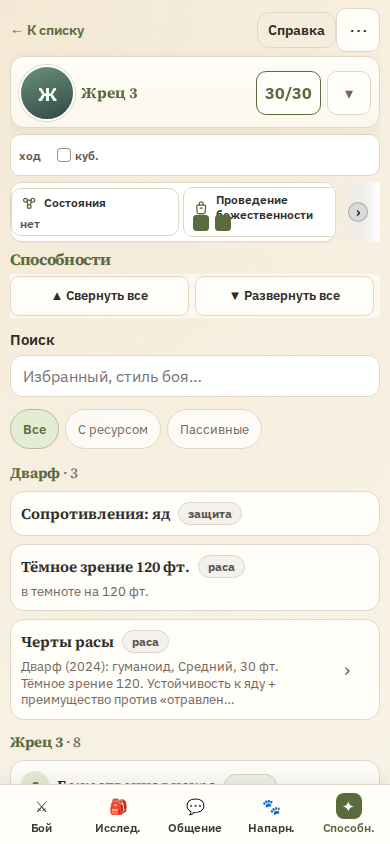 ← К списку
Справка
...
Ж
Жрец 3
30/30
▼
ход
куб.
Состояния
нет
Проведение
божественности
›
Способности
▲ Свернуть все
▼ Развернуть все
Поиск
Избранный, стиль боя...
Все
С ресурсом
Пассивные
Дварф · 3
Сопротивления: яд
защита
Тёмное зрение 120 фт.
раса
в темноте на 120 фт.
Черты расы
раса
Дварф (2024): гуманоид, Средний, 30 фт.
Тёмное зрение 120. Устойчивость к яду +
преимущество против «отравлен…
›
Жрец 3 · 8
Бой
Исслед.
Общение
Напарн.
Способн.